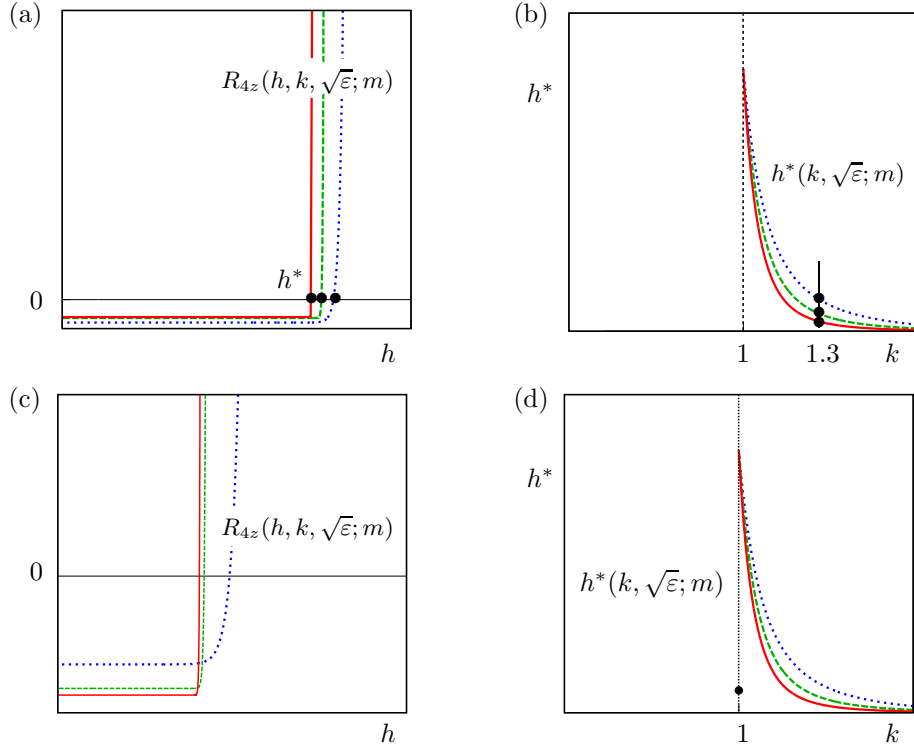 (a)
R_{4z}(h, k, √ε; m)
h*
0
h
(b)
h*
h*(k, √ε; m)
1
1.3
k
(c)
R_{4z}(h, k, √ε; m)
0
h
(d)
h*
h*(k, √ε; m)
1
k